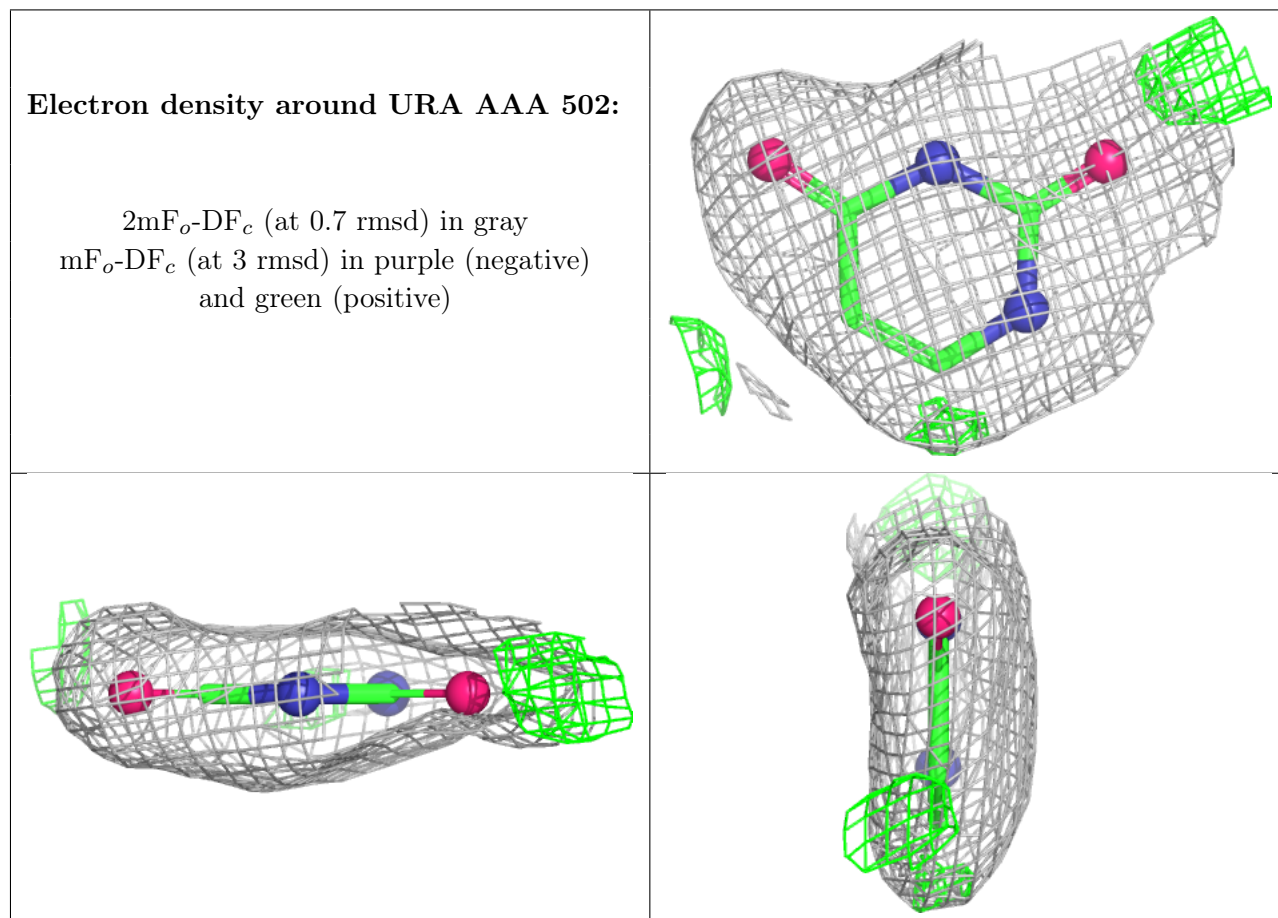 Electron density around URA AAA 502:
2mFo-DFc (at 0.7 rmsd) in gray
mFo-DFc (at 3 rmsd) in purple (negative)
and green (positive)